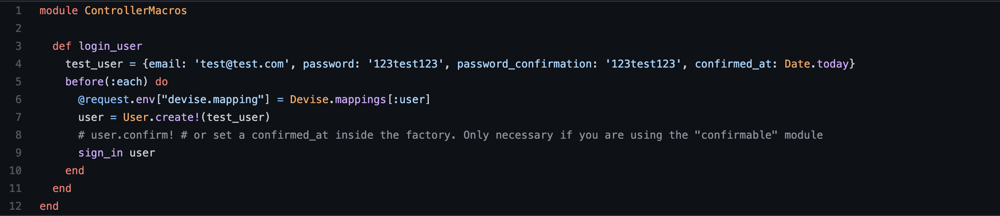 1 module ControllerMacros
2
3 def login_user
4 test_user = {email: 'test@test.com', password: '123test123', password_confirmation: '123test123', confirmed_at: Date.today}
5 before(:each) do
6 @request.env["devise.mapping"] = Devise.mappings[:user]
7 user = User.create!(test_user)
8 # user.confirm! # or set a confirmed_at inside the factory. Only necessary if you are using the "confirmable" module
9 sign_in user
10 end
11 end
12 end